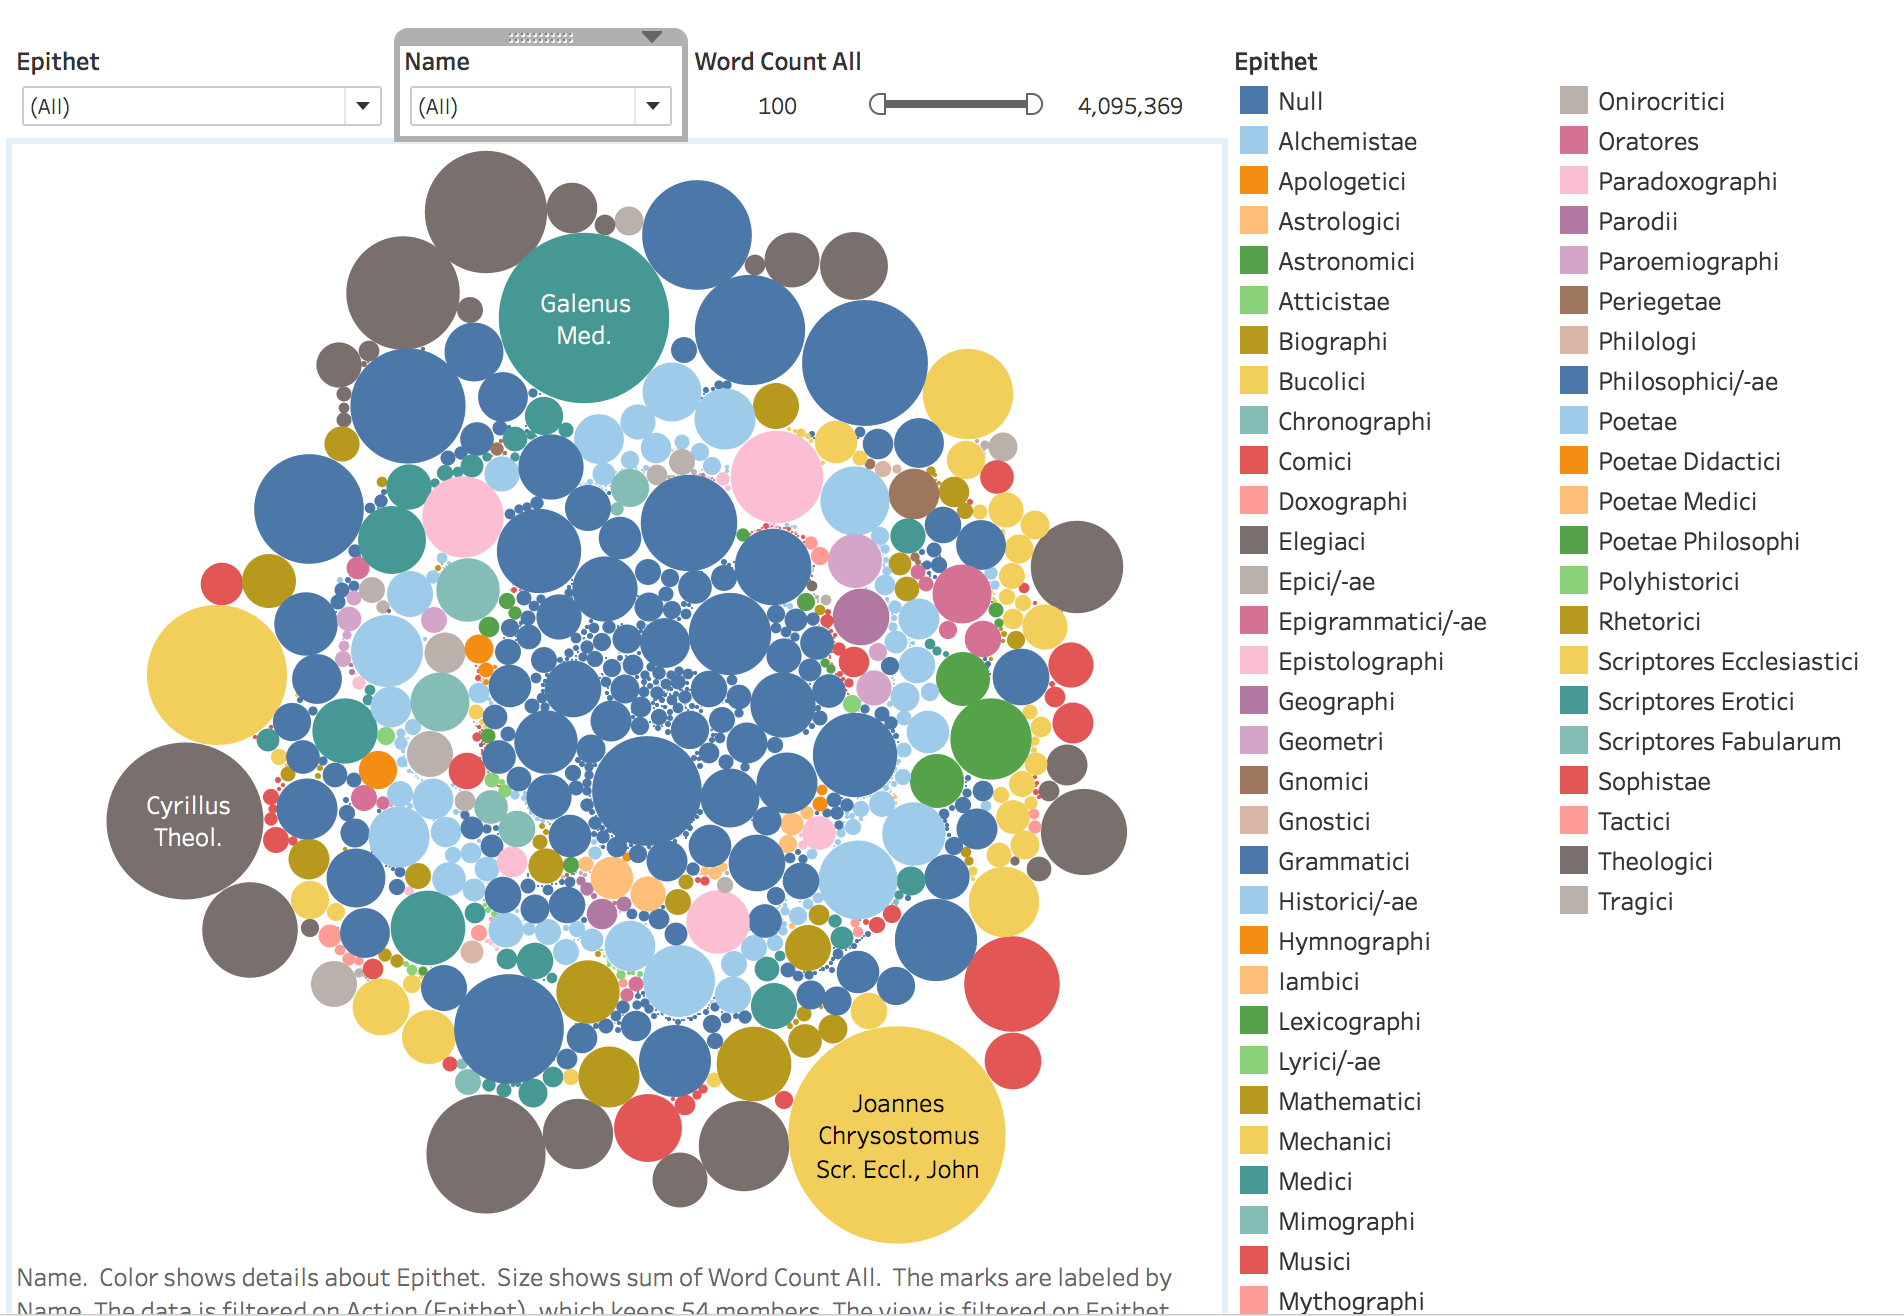 Epithet
(All)
Name
(All)
Word Count All
100
4,095,369
Galenus
Med.
Cyrillus
Theol.
Joannes
Chrysostomus
Scr. Eccl., John
Name.  Color shows details about Epithet.  Size shows sum of Word Count All.  The marks are labeled by
Name. The data is filtered on Action (Epithet), which keeps 54 members. The view is filtered on Epithet,
Epithet
Null
Alchemistae
Apologetici
Astrologici
Astronomici
Atticistae
Biographi
Bucolici
Chronographi
Comici
Doxographi
Elegiaci
Epici/-ae
Epigrammatici/-ae
Epistolographi
Geographi
Geometri
Gnomici
Gnostici
Grammatici
Historici/-ae
Hymnographi
Iambici
Lexicographi
Lyrici/-ae
Mathematici
Mechanici
Medici
Mimographi
Musici
Mythographi
Onirocritici
Oratores
Paradoxographi
Parodii
Paroemiographi
Periegetae
Philologi
Philosophici/-ae
Poetae
Poetae Didactici
Poetae Medici
Poetae Philosophi
Polyhistorici
Rhetorici
Scriptores Ecclesiastici
Scriptores Erotici
Scriptores Fabularum
Sophistae
Tactici
Theologici
Tragici